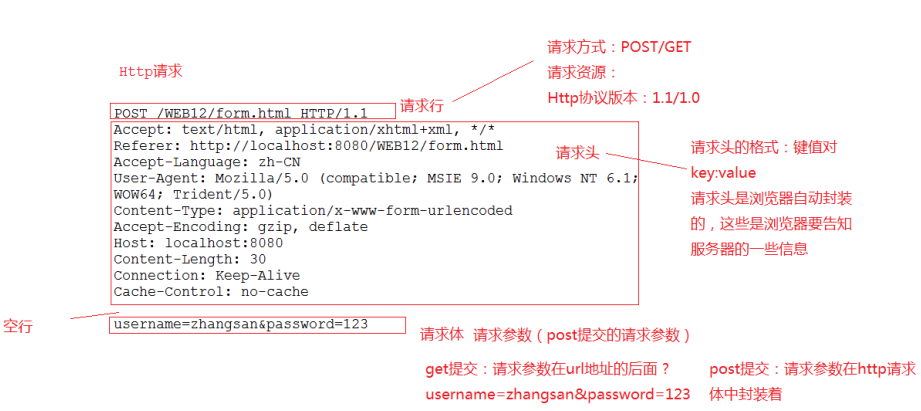 请求方式：POST/GET
Http请求
请求资源：
Http协议版本：1.1/1.0
请求行
POST /WEB12/form.html HTTP/1.1
Accept: text/html, application/xhtml+xml, */*
Referer: http://localhost:8080/WEB12/form.html
Accept-Language: zh-CN
User-Agent: Mozilla/5.0 (compatible; MSIE 9.0; Windows NT 6.1;
WOW64; Trident/5.0)
Content-Type: application/x-www-form-urlencoded
Accept-Encoding: gzip, deflate
Host: localhost:8080
Content-Length: 30
Connection: Keep-Alive
Cache-Control: no-cache
请求头
请求头的格式：键值对
key:value
请求头是浏览器自动封装
的，这些是浏览器要告知
服务器的一些信息
空行
username=zhangsan&password=123
请求体 请求参数（post提交的请求参数）
get提交：请求参数在url地址的后面？
username=zhangsan&password=123
post提交：请求参数在http请求
体中封装着